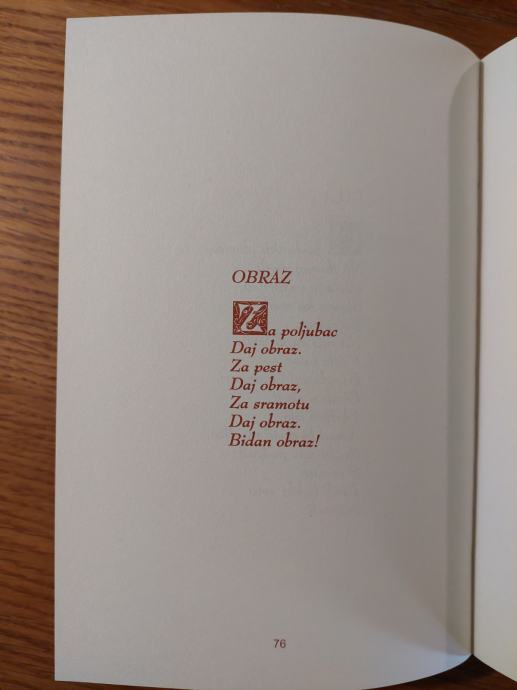 OBRAZ
Za poljubac
Daj obraz.
Za pest
Daj obraz,
Za sramotu
Daj obraz.
Bidan obraz!
76